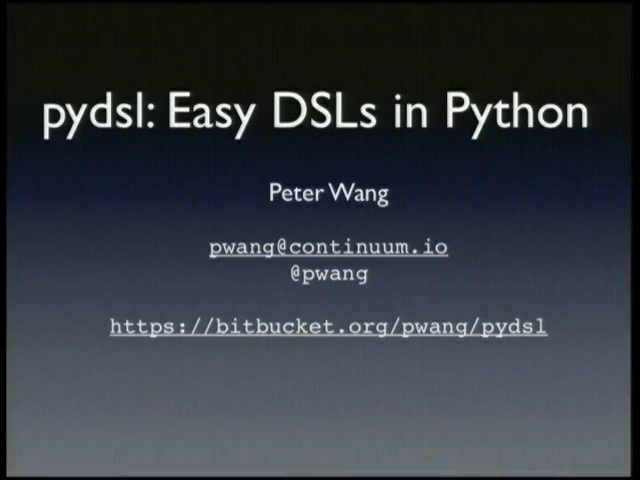 pydsl: Easy DSLs in Python
Peter Wang
pwang@continuum.io
@pwang
https://bitbucket.org/pwang/pydsl